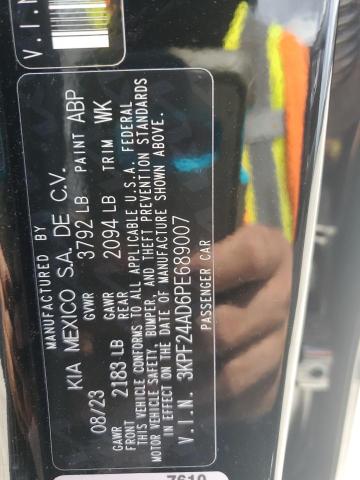 V.I.N
MANUFACTURED BY
KIA MEXICO S.A. DE C.V.
08/23 GVWR 3792 LB PAINT ABP
GAWR FRONT 2183 LB GAWR REAR 2094 LB TRIM WK
THIS VEHICLE CONFORMS TO ALL APPLICABLE U.S.A. FEDERAL
MOTOR VEHICLE SAFETY, BUMPER, AND THEFT PREVENTION STANDARDS
IN EFFECT ON THE DATE OF MANUFACTURE SHOWN ABOVE.
V.I.N. 3KPF24AD6PE689007
PASSENGER CAR
7610